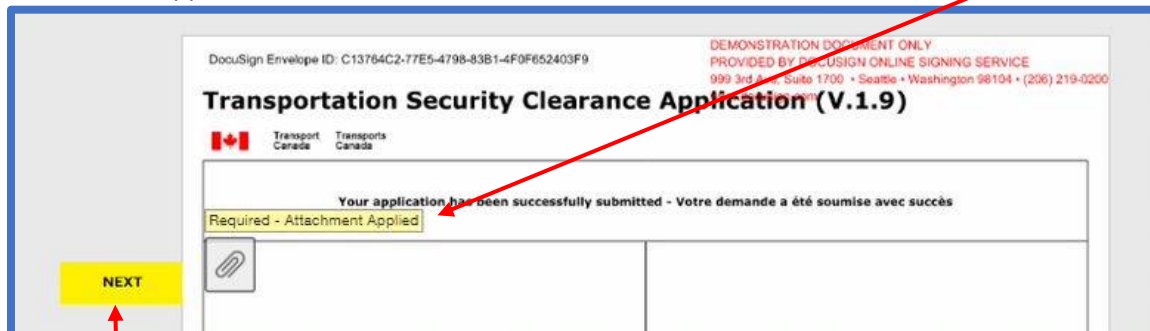 DocuSign Envelope ID: C13764C2-77E5-4798-83B1-4F0F652403F9
DEMONSTRATION DOCUMENT ONLY
PROVIDED BY DOCUSIGN ONLINE SIGNING SERVICE
999 3rd Ave, Suite 1700 • Seattle • Washington 98104 • (206) 219-0200
Transportation Security Clearance Application (V.1.9)
Transport Transports
Canada Canada
Your application has been successfully submitted - Votre demande a été soumise avec succès
Required - Attachment Applied
NEXT